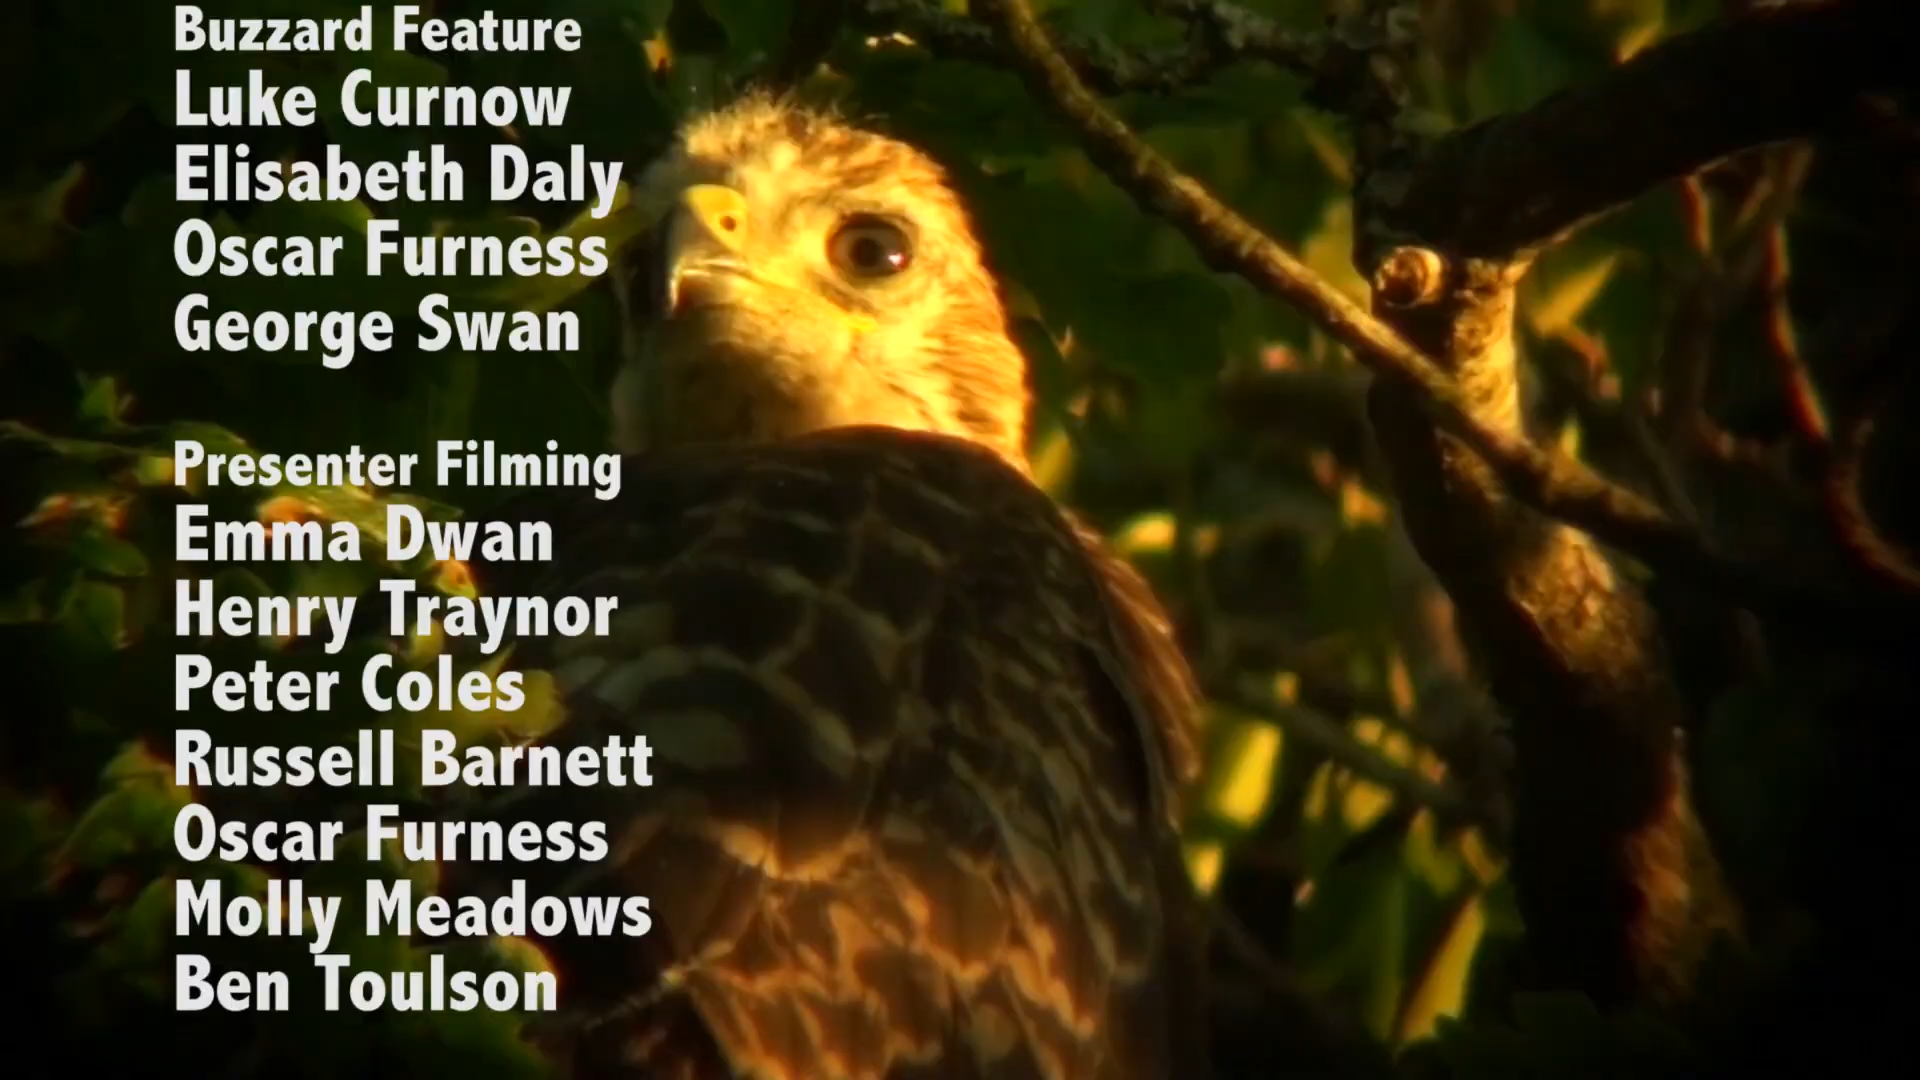 Buzzard Feature
Luke Curnow
Elisabeth Daly
Oscar Furness
George Swan
Presenter Filming
Emma Dwan
Henry Traynor
Peter Coles
Russell Barnett
Oscar Furness
Molly Meadows
Ben Toulson